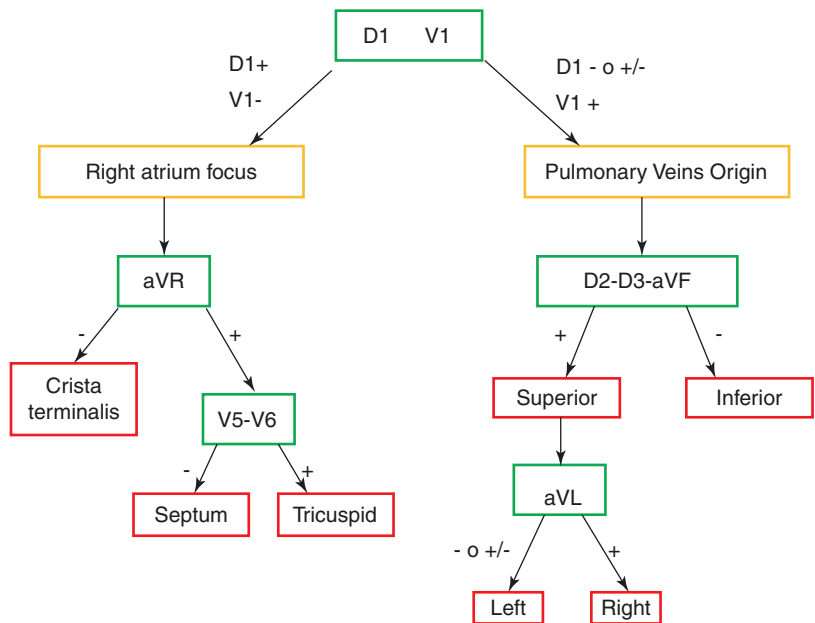 D1 V1
D1+
V1-
D1 - o +/-
V1 +
Right atrium focus
Pulmonary Veins Origin
aVR
D2-D3-aVF
-
+
+
-
Crista
terminalis
V5-V6
Superior
Inferior
-
+
Septum
Tricuspid
aVL
- o +/-
+
Left
Right